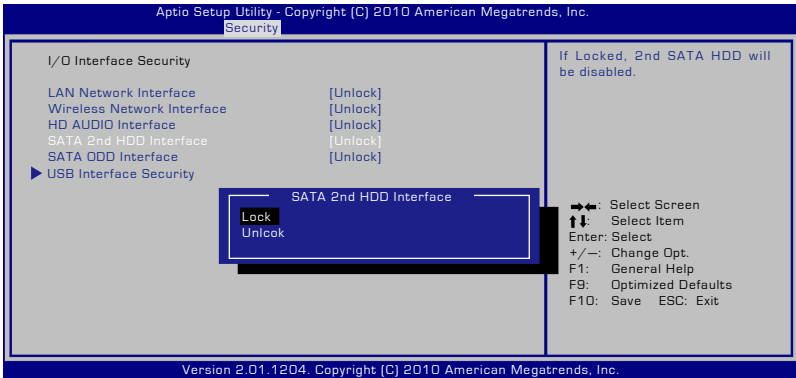 Aptio Setup Utility - Copyright (C) 2010 American Megatrends, Inc.
Security
I/O Interface Security
LAN Network Interface [Unlock]
Wireless Network Interface [Unlock]
HD AUDIO Interface [Unlock]
SATA 2nd HDD Interface [Unlock]
SATA ODD Interface [Unlock]
USB Interface Security
SATA 2nd HDD Interface
Lock
Unlcok
If Locked, 2nd SATA HDD will
be disabled.
→←: Select Screen
↑↓: Select Item
Enter: Select
+/—: Change Opt.
F1: General Help
F9: Optimized Defaults
F10: Save ESC: Exit
Version 2.01.1204. Copyright (C) 2010 American Megatrends, Inc.